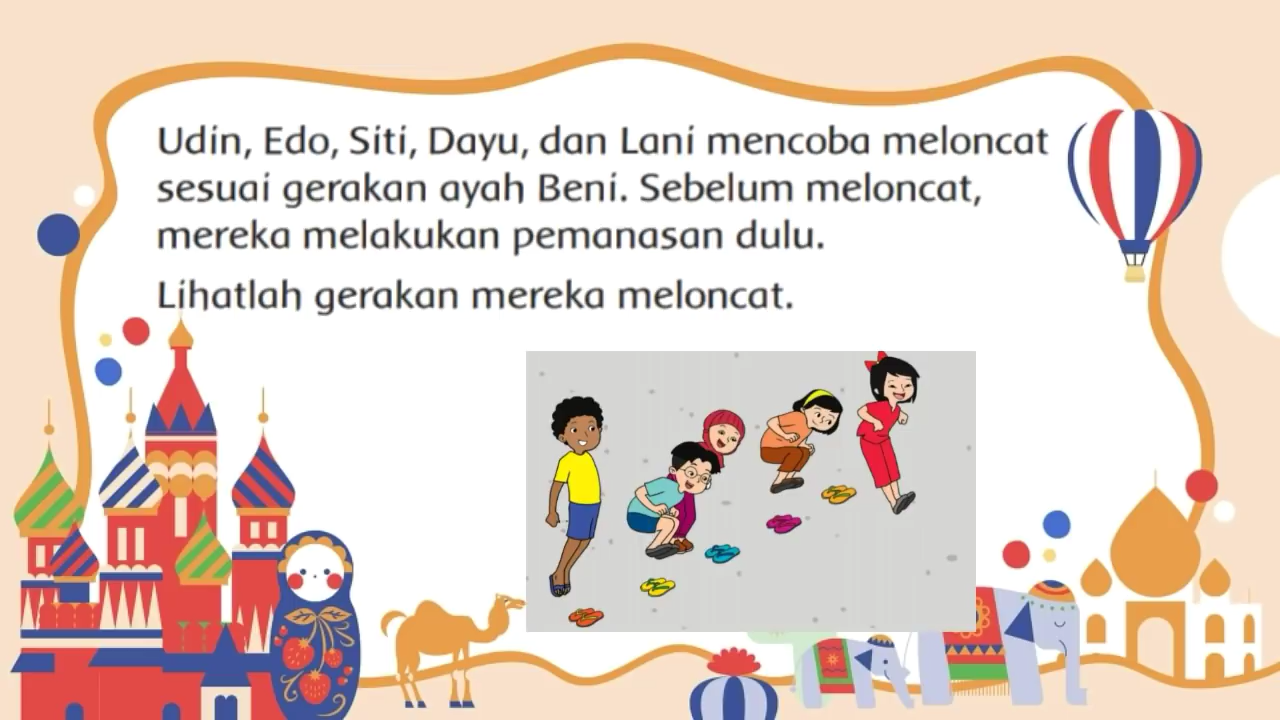 Udin, Edo, Siti, Dayu, dan Lani mencoba meloncat
sesuai gerakan ayah Beni. Sebelum meloncat,
mereka melakukan pemanasan dulu.
Lihatlah gerakan mereka meloncat.